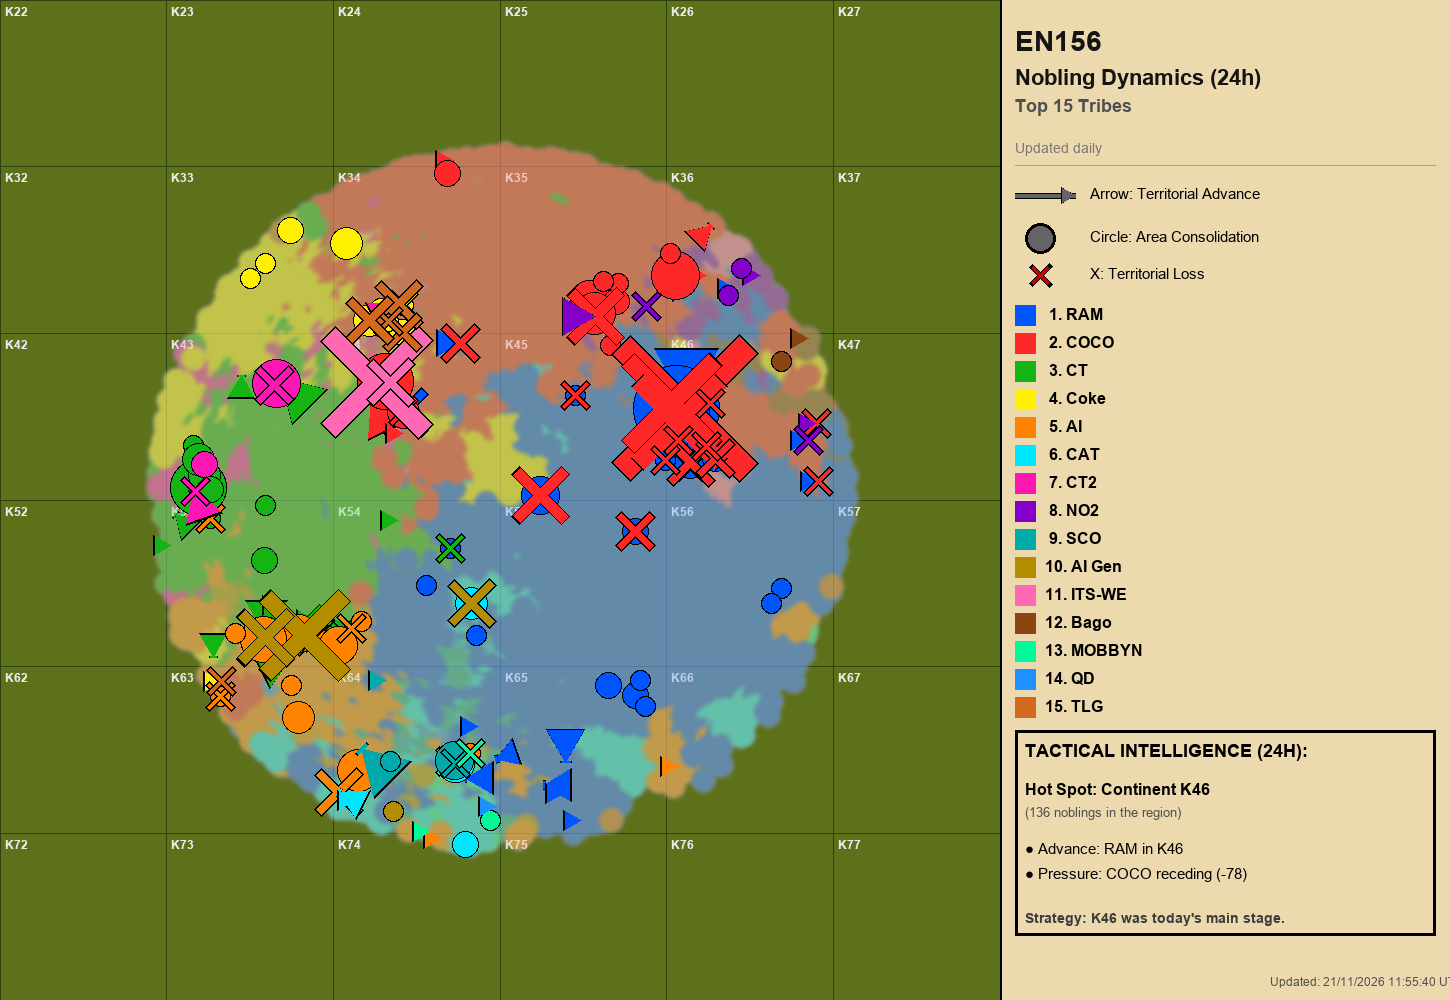 K22 K23 K24 K25 K26 K27
K32 K33 K34 K35 K36 K37
K42 K43 K45 K46 K47
K52 K54 K56 K57
K62 K63 K64 K65 K66 K67
K72 K73 K74 K75 K76 K77
EN156
Nobling Dynamics (24h)
Top 15 Tribes
Updated daily
Arrow: Territorial Advance
Circle: Area Consolidation
X: Territorial Loss
1. RAM
2. COCO
3. CT
4. Coke
5. AI
6. CAT
7. CT2
8. NO2
9. SCO
10. AI Gen
11. ITS-WE
12. Bago
13. MOBBYN
14. QD
15. TLG
TACTICAL INTELLIGENCE (24H):
Hot Spot: Continent K46
(136 noblings in the region)
● Advance: RAM in K46
● Pressure: COCO receding (-78)
Strategy: K46 was today's main stage.
Updated: 21/11/2026 11:55:40